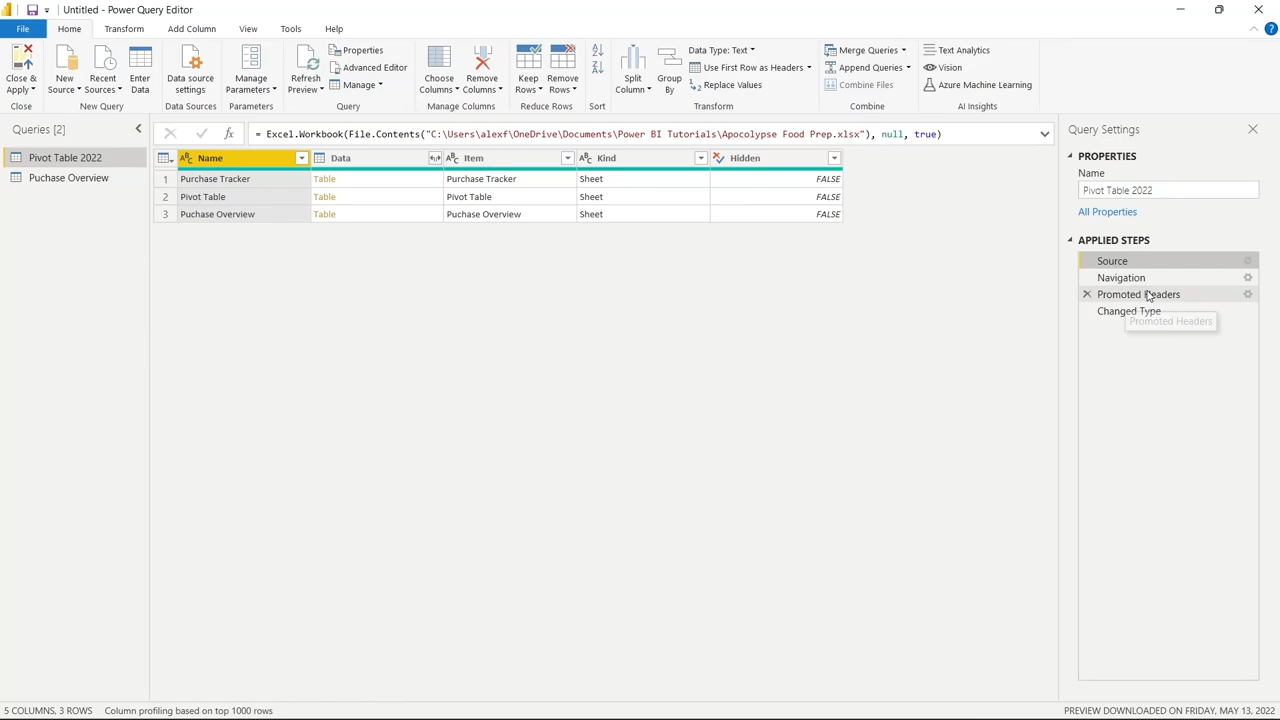 Untitled - Power Query Editor
File Home Transform Add Column View Tools Help
Close & Apply
New Source
Recent Sources
Enter Data
Data source settings
Manage Parameters
Refresh Preview
Properties
Advanced Editor
Manage
Choose Columns
Remove Columns
Keep Rows
Remove Rows
Split Column
Group By
Data Type: Text
Use First Row as Headers
Replace Values
Merge Queries
Append Queries
Combine Files
Text Analytics
Vision
Azure Machine Learning
Close New Query Data Sources Parameters Query Manage Columns Reduce Rows Sort Transform Combine AI Insights
Queries [2]
Pivot Table 2022
Puchase Overview
= Excel.Workbook(File.Contents("C:\Users\alexf\OneDrive\Documents\Power BI Tutorials\Apocolypse Food Prep.xlsx"), null, true)
Name Data Item Kind Hidden
1 Purchase Tracker Table Purchase Tracker Sheet FALSE
2 Pivot Table Table Pivot Table Sheet FALSE
3 Puchase Overview Table Puchase Overview Sheet FALSE
Query Settings
PROPERTIES
Name
Pivot Table 2022
All Properties
APPLIED STEPS
Source
Navigation
Promoted Headers
Changed Type
Promoted Headers
5 COLUMNS, 3 ROWS Column profiling based on top 1000 rows
PREVIEW DOWNLOADED ON FRIDAY, MAY 13, 2022